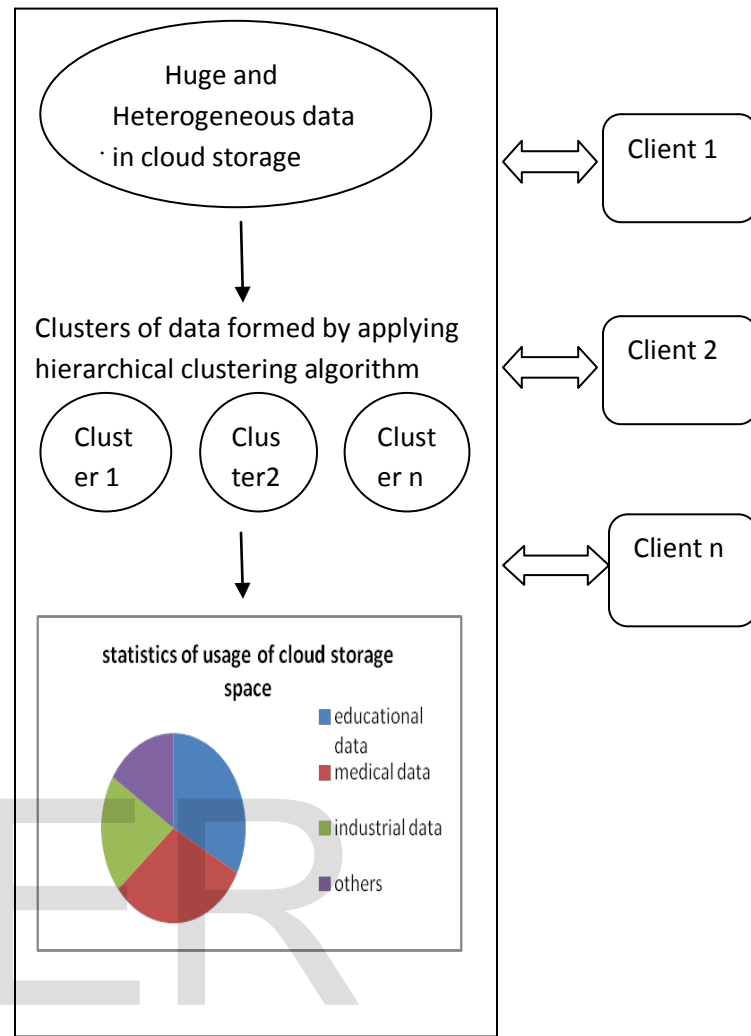 Huge and
Heterogeneous data
in cloud storage
Client 1
Clusters of data formed by applying
hierarchical clustering algorithm
Client 2
Clust
er 1
Clus
ter2
Clust
er n
Client n
statistics of usage of cloud storage
space
educational
data
medical data
industrial data
others
ER